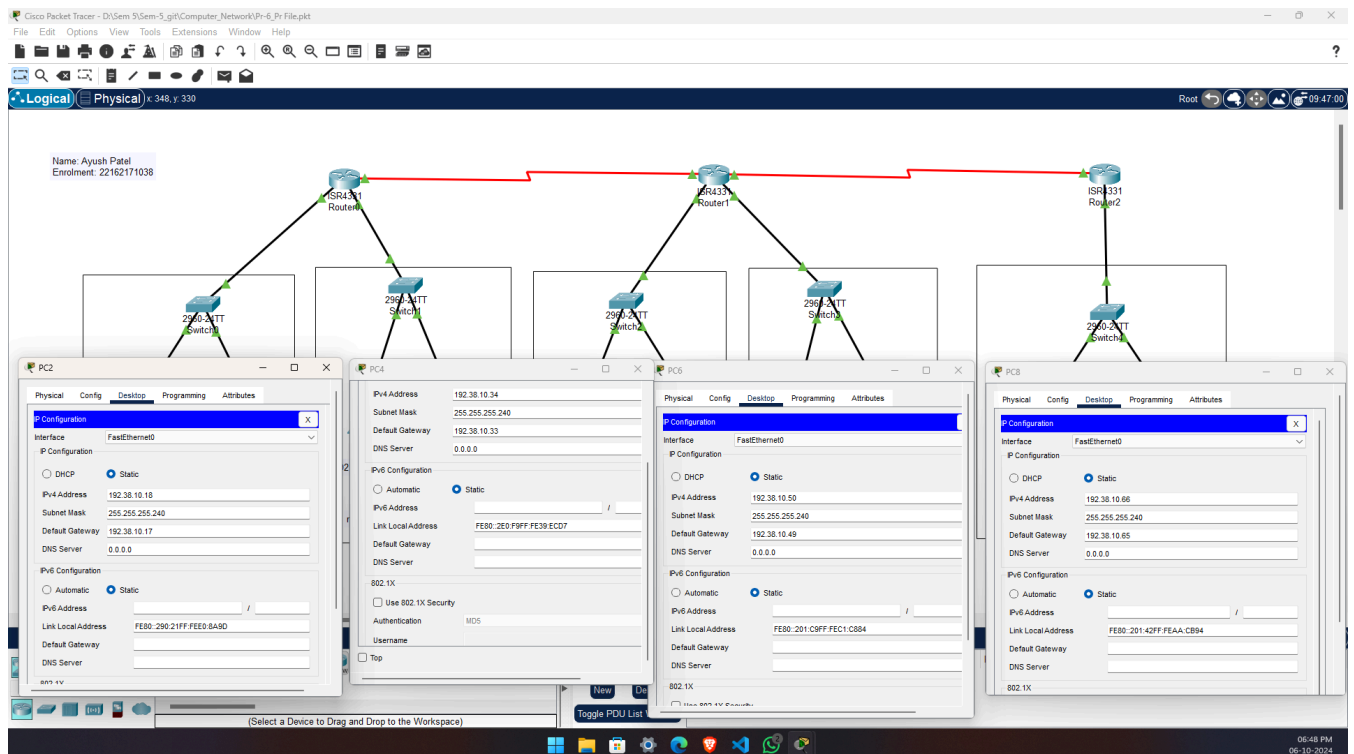 Cisco Packet Tracer - D:\Sem 5\Sem-5_git\Computer_Network\Pr-6_Pr File.pkt
File Edit Options View Tools Extensions Window Help
?
Logical Physical x: 348, y: 330 Root 09:47:00
Name: Ayush Patel
Enrolment: 22162171038
ISR4331
Router0
ISR4331
Router1
ISR4331
Router2
2960-24TT
Switch0
2960-24TT
Switch1
2960-24TT
Switch2
2960-24TT
Switch3
2960-24TT
Switch4
PC2
Physical Config Desktop Programming Attributes
IP Configuration X
Interface FastEthernet0
IP Configuration
DHCP Static
IPv4 Address 192.38.10.18
Subnet Mask 255.255.255.240
Default Gateway 192.38.10.17
DNS Server 0.0.0.0
IPv6 Configuration
Automatic Static
IPv6 Address /
Link Local Address FE80::290:21FF:FEE0:8A9D
Default Gateway
DNS Server
802.1X
PC4
IPv4 Address 192.38.10.34
Subnet Mask 255.255.255.240
Default Gateway 192.38.10.33
DNS Server 0.0.0.0
IPv6 Configuration
Automatic Static
IPv6 Address /
Link Local Address FE80::2E0:F9FF:FE39:ECD7
Default Gateway
DNS Server
802.1X
Use 802.1X Security
Authentication MD5
Username
Top
PC6
Physical Config Desktop Programming Attributes
IP Configuration
Interface FastEthernet0
IP Configuration
DHCP Static
IPv4 Address 192.38.10.50
Subnet Mask 255.255.255.240
Default Gateway 192.38.10.49
DNS Server 0.0.0.0
IPv6 Configuration
Automatic Static
IPv6 Address /
Link Local Address FE80::201:C9FF:FEC1:C884
Default Gateway
DNS Server
802.1X
Use 802.1X Security
PC8
Physical Config Desktop Programming Attributes
IP Configuration X
Interface FastEthernet0
IP Configuration
DHCP Static
IPv4 Address 192.38.10.66
Subnet Mask 255.255.255.240
Default Gateway 192.38.10.65
DNS Server 0.0.0.0
IPv6 Configuration
Automatic Static
IPv6 Address /
Link Local Address FE80::201:42FF:FEAA:CB94
Default Gateway
DNS Server
802.1X
New De
Toggle PDU List
(Select a Device to Drag and Drop to the Workspace)
06:48 PM
06-10-2024